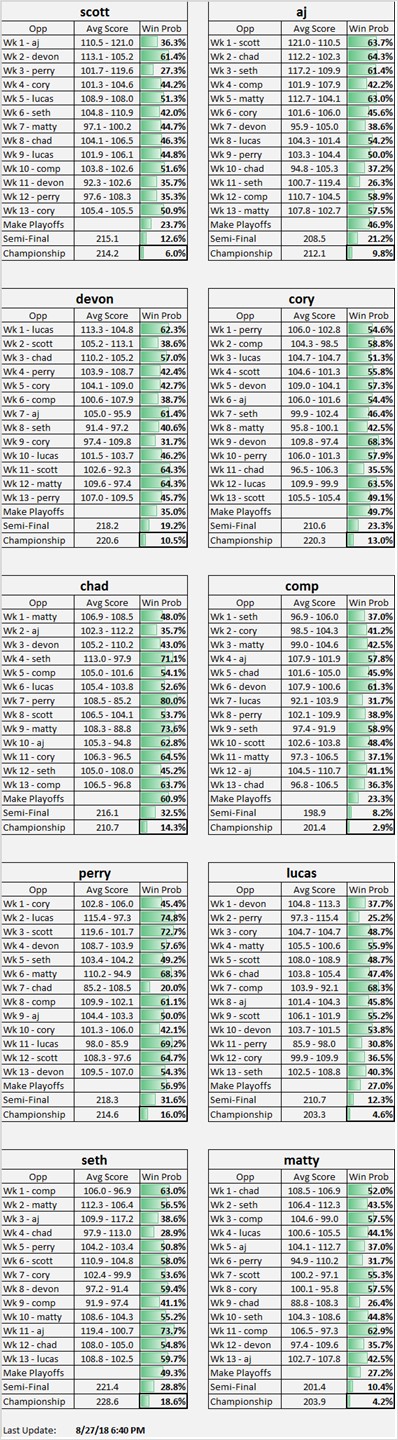 scott
Opp Avg Score Win Prob
Wk 1 - aj 110.5 - 121.0 36.3%
Wk 2 - devon 113.1 - 105.2 61.4%
Wk 3 - perry 101.7 - 119.6 27.3%
Wk 4 - cory 101.3 - 104.6 44.2%
Wk 5 - lucas 108.9 - 108.0 51.3%
Wk 6 - seth 104.8 - 110.9 42.0%
Wk 7 - matty 97.1 - 100.2 44.7%
Wk 8 - chad 104.1 - 106.5 46.3%
Wk 9 - lucas 101.9 - 106.1 44.8%
Wk 10 - comp 103.8 - 102.6 51.6%
Wk 11 - devon 92.3 - 102.6 35.7%
Wk 12 - perry 97.6 - 108.3 35.3%
Wk 13 - cory 105.4 - 105.5 50.9%
Make Playoffs 23.7%
Semi-Final 215.1 12.6%
Championship 214.2 6.0%
aj
Opp Avg Score Win Prob
Wk 1 - scott 121.0 - 110.5 63.7%
Wk 2 - chad 112.2 - 102.3 64.3%
Wk 3 - seth 117.2 - 109.9 61.4%
Wk 4 - comp 101.9 - 107.9 42.2%
Wk 5 - matty 112.7 - 104.1 63.0%
Wk 6 - cory 101.6 - 106.0 45.6%
Wk 7 - devon 95.9 - 105.0 38.6%
Wk 8 - lucas 104.3 - 101.4 54.2%
Wk 9 - perry 103.3 - 104.4 50.0%
Wk 10 - chad 94.8 - 105.3 37.2%
Wk 11 - seth 100.7 - 119.4 26.3%
Wk 12 - comp 110.7 - 104.5 58.9%
Wk 13 - matty 107.8 - 102.7 57.5%
Make Playoffs 46.9%
Semi-Final 208.5 21.2%
Championship 212.1 9.8%
devon
Opp Avg Score Win Prob
Wk 1 - lucas 113.3 - 104.8 62.3%
Wk 2 - scott 105.2 - 113.1 38.6%
Wk 3 - chad 110.2 - 105.2 57.0%
Wk 4 - perry 103.9 - 108.7 42.4%
Wk 5 - cory 104.1 - 109.0 42.7%
Wk 6 - comp 100.6 - 107.9 38.7%
Wk 7 - aj 105.0 - 95.9 61.4%
Wk 8 - seth 91.4 - 97.2 40.6%
Wk 9 - cory 97.4 - 109.8 31.7%
Wk 10 - lucas 101.5 - 103.7 46.2%
Wk 11 - scott 102.6 - 92.3 64.3%
Wk 12 - matty 109.6 - 97.4 64.3%
Wk 13 - perry 107.0 - 109.5 45.7%
Make Playoffs 35.0%
Semi-Final 218.2 19.2%
Championship 220.6 10.5%
cory
Opp Avg Score Win Prob
Wk 1 - perry 106.0 - 102.8 54.6%
Wk 2 - comp 104.3 - 98.5 58.8%
Wk 3 - lucas 104.7 - 104.7 51.3%
Wk 4 - scott 104.6 - 101.3 55.8%
Wk 5 - devon 109.0 - 104.1 57.3%
Wk 6 - aj 106.0 - 101.6 54.4%
Wk 7 - seth 99.9 - 102.4 46.4%
Wk 8 - matty 95.8 - 100.1 42.5%
Wk 9 - devon 109.8 - 97.4 68.3%
Wk 10 - perry 106.0 - 101.3 57.9%
Wk 11 - chad 96.5 - 106.3 35.5%
Wk 12 - lucas 109.9 - 99.9 63.5%
Wk 13 - scott 105.5 - 105.4 49.1%
Make Playoffs 49.7%
Semi-Final 210.6 23.3%
Championship 220.3 13.0%
chad
Opp Avg Score Win Prob
Wk 1 - matty 106.9 - 108.5 48.0%
Wk 2 - aj 102.3 - 112.2 35.7%
Wk 3 - devon 105.2 - 110.2 43.0%
Wk 4 - seth 113.0 - 97.9 71.1%
Wk 5 - comp 105.0 - 101.6 54.1%
Wk 6 - lucas 105.4 - 103.8 52.6%
Wk 7 - perry 108.5 - 85.2 80.0%
Wk 8 - scott 106.5 - 104.1 53.7%
Wk 9 - matty 108.3 - 88.8 73.6%
Wk 10 - aj 105.3 - 94.8 62.8%
Wk 11 - cory 106.3 - 96.5 64.5%
Wk 12 - seth 105.0 - 108.0 45.2%
Wk 13 - comp 106.5 - 96.8 63.7%
Make Playoffs 60.9%
Semi-Final 216.1 32.5%
Championship 210.7 14.3%
comp
Opp Avg Score Win Prob
Wk 1 - seth 96.9 - 106.0 37.0%
Wk 2 - cory 98.5 - 104.3 41.2%
Wk 3 - matty 99.0 - 104.6 42.5%
Wk 4 - aj 107.9 - 101.9 57.8%
Wk 5 - chad 101.6 - 105.0 45.9%
Wk 6 - devon 107.9 - 100.6 61.3%
Wk 7 - lucas 92.1 - 103.9 31.7%
Wk 8 - perry 102.1 - 109.9 38.9%
Wk 9 - seth 97.4 - 91.9 58.9%
Wk 10 - scott 102.6 - 103.8 48.4%
Wk 11 - matty 97.3 - 106.5 37.1%
Wk 12 - aj 104.5 - 110.7 41.1%
Wk 13 - chad 96.8 - 106.5 36.3%
Make Playoffs 23.3%
Semi-Final 198.9 8.2%
Championship 201.4 2.9%
perry
Opp Avg Score Win Prob
Wk 1 - cory 102.8 - 106.0 45.4%
Wk 2 - lucas 115.4 - 97.3 74.8%
Wk 3 - scott 119.6 - 101.7 72.7%
Wk 4 - devon 108.7 - 103.9 57.6%
Wk 5 - seth 103.4 - 104.2 49.2%
Wk 6 - matty 110.2 - 94.9 68.3%
Wk 7 - chad 85.2 - 108.5 20.0%
Wk 8 - comp 109.9 - 102.1 61.1%
Wk 9 - aj 104.4 - 103.3 50.0%
Wk 10 - cory 101.3 - 106.0 42.1%
Wk 11 - lucas 98.0 - 85.9 69.2%
Wk 12 - scott 108.3 - 97.6 64.7%
Wk 13 - devon 109.5 - 107.0 54.3%
Make Playoffs 56.9%
Semi-Final 218.3 31.6%
Championship 214.6 16.0%
lucas
Opp Avg Score Win Prob
Wk 1 - devon 104.8 - 113.3 37.7%
Wk 2 - perry 97.3 - 115.4 25.2%
Wk 3 - cory 104.7 - 104.7 48.7%
Wk 4 - matty 105.5 - 100.6 55.9%
Wk 5 - scott 108.0 - 108.9 48.7%
Wk 6 - chad 103.8 - 105.4 47.4%
Wk 7 - comp 103.9 - 92.1 68.3%
Wk 8 - aj 101.4 - 104.3 45.8%
Wk 9 - scott 106.1 - 101.9 55.2%
Wk 10 - devon 103.7 - 101.5 53.8%
Wk 11 - perry 85.9 - 98.0 30.8%
Wk 12 - cory 99.9 - 109.9 36.5%
Wk 13 - seth 102.5 - 108.8 40.3%
Make Playoffs 27.0%
Semi-Final 210.7 12.3%
Championship 203.3 4.6%
seth
Opp Avg Score Win Prob
Wk 1 - comp 106.0 - 96.9 63.0%
Wk 2 - matty 112.3 - 106.4 56.5%
Wk 3 - aj 109.9 - 117.2 38.6%
Wk 4 - chad 97.9 - 113.0 28.9%
Wk 5 - perry 104.2 - 103.4 50.8%
Wk 6 - scott 110.9 - 104.8 58.0%
Wk 7 - cory 102.4 - 99.9 53.6%
Wk 8 - devon 97.2 - 91.4 59.4%
Wk 9 - comp 91.9 - 97.4 41.1%
Wk 10 - matty 108.6 - 104.3 55.2%
Wk 11 - aj 119.4 - 100.7 73.7%
Wk 12 - chad 108.0 - 105.0 54.8%
Wk 13 - lucas 108.8 - 102.5 59.7%
Make Playoffs 49.3%
Semi-Final 221.4 28.8%
Championship 228.6 18.6%
matty
Opp Avg Score Win Prob
Wk 1 - chad 108.5 - 106.9 52.0%
Wk 2 - seth 106.4 - 112.3 43.5%
Wk 3 - comp 104.6 - 99.0 57.5%
Wk 4 - lucas 100.6 - 105.5 44.1%
Wk 5 - aj 104.1 - 112.7 37.0%
Wk 6 - perry 94.9 - 110.2 31.7%
Wk 7 - scott 100.2 - 97.1 55.3%
Wk 8 - cory 100.1 - 95.8 57.5%
Wk 9 - chad 88.8 - 108.3 26.4%
Wk 10 - seth 104.3 - 108.6 44.8%
Wk 11 - comp 106.5 - 97.3 62.9%
Wk 12 - devon 97.4 - 109.6 35.7%
Wk 13 - aj 102.7 - 107.8 42.5%
Make Playoffs 27.2%
Semi-Final 201.4 10.4%
Championship 203.9 4.2%
Last Update: 8/27/18 6:40 PM